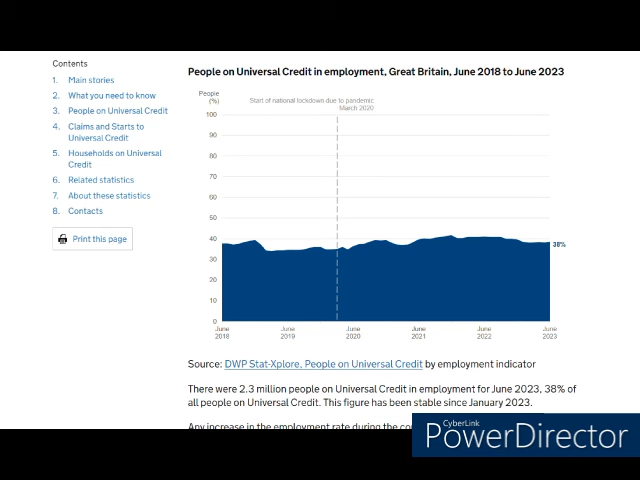 Contents
1. Main stories
2. What you need to know
3. People on Universal Credit
4. Claims and Starts to
Universal Credit
5. Households on Universal
Credit
6. Related statistics
7. About these statistics
8. Contacts
Print this page
People on Universal Credit in employment, Great Britain, June 2018 to June 2023
People
(%)
Start of national lockdown due to pandemic
March 2020
100
90
80
70
60
50
40
30
20
10
0
38%
June June June June June June
2018 2019 2020 2021 2022 2023
Source: DWP Stat-Xplore, People on Universal Credit by employment indicator
There were 2.3 million people on Universal Credit in employment for June 2023, 38% of
all people on Universal Credit. This figure has been stable since January 2023.
Any increase in the employment rate during the
CyberLink
PowerDirector